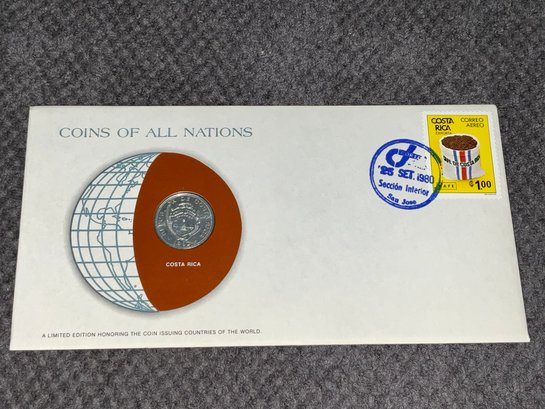 COINS OF ALL NATIONS
COSTA RICA
A LIMITED EDITION HONORING THE COIN ISSUING COUNTRIES OF THE WORLD.
25 SET. 1980
Sección Interior
San José
COSTA RICA
EXPORTA
CORREO AEREO
CAFE
₡1.00